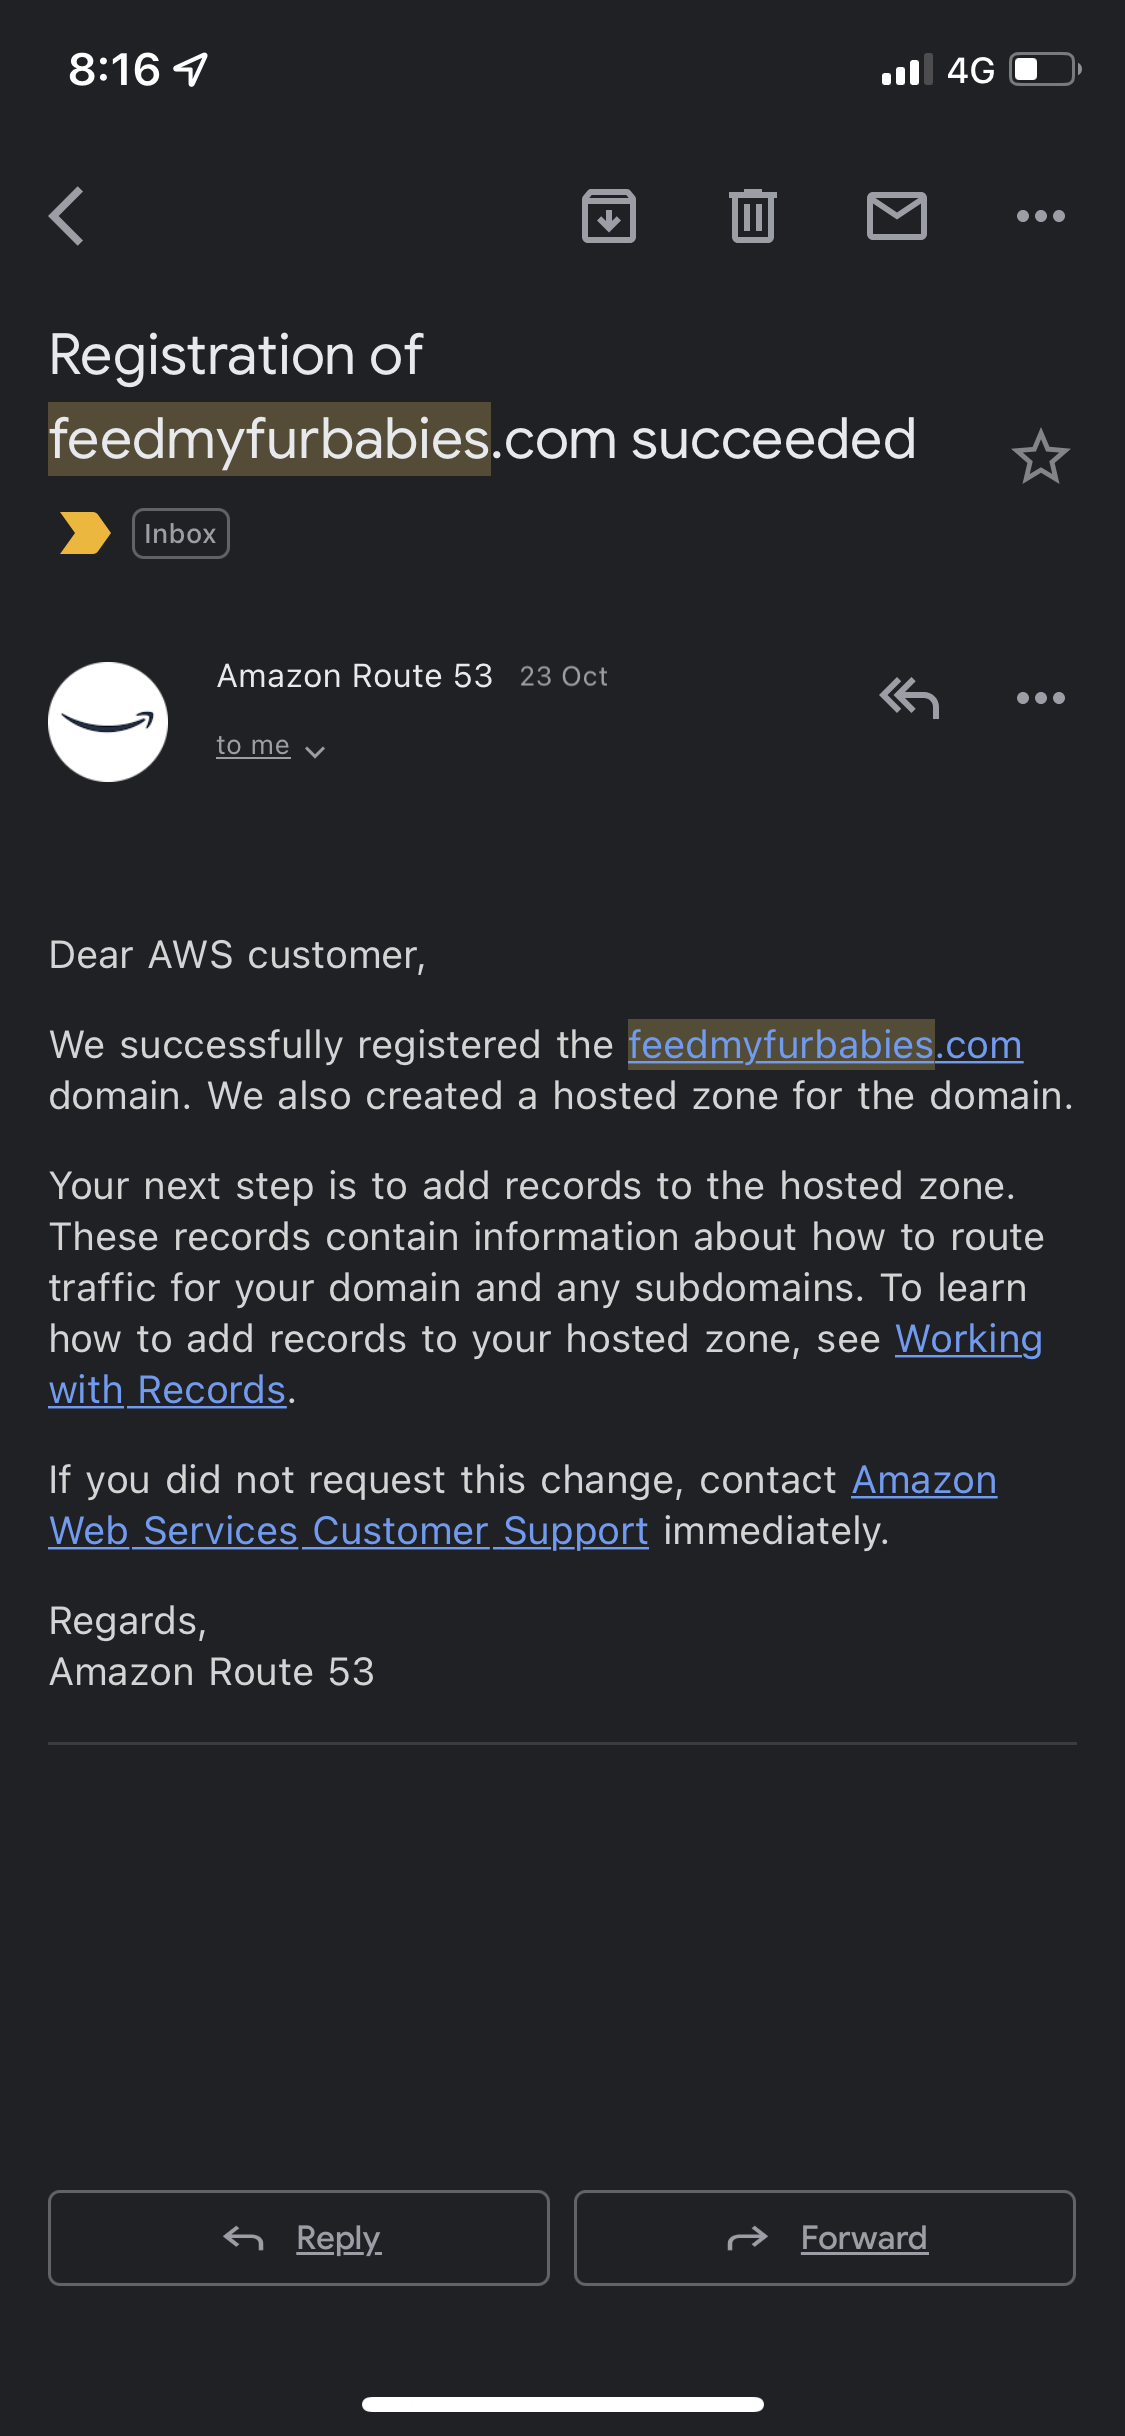 8:16
4G
Registration of
feedmyfurbabies.com succeeded
Inbox
Amazon Route 53 23 Oct
to me
Dear AWS customer,
We successfully registered the feedmyfurbabies.com
domain. We also created a hosted zone for the domain.
Your next step is to add records to the hosted zone.
These records contain information about how to route
traffic for your domain and any subdomains. To learn
how to add records to your hosted zone, see Working
with Records.
If you did not request this change, contact Amazon
Web Services Customer Support immediately.
Regards,
Amazon Route 53
Reply
Forward